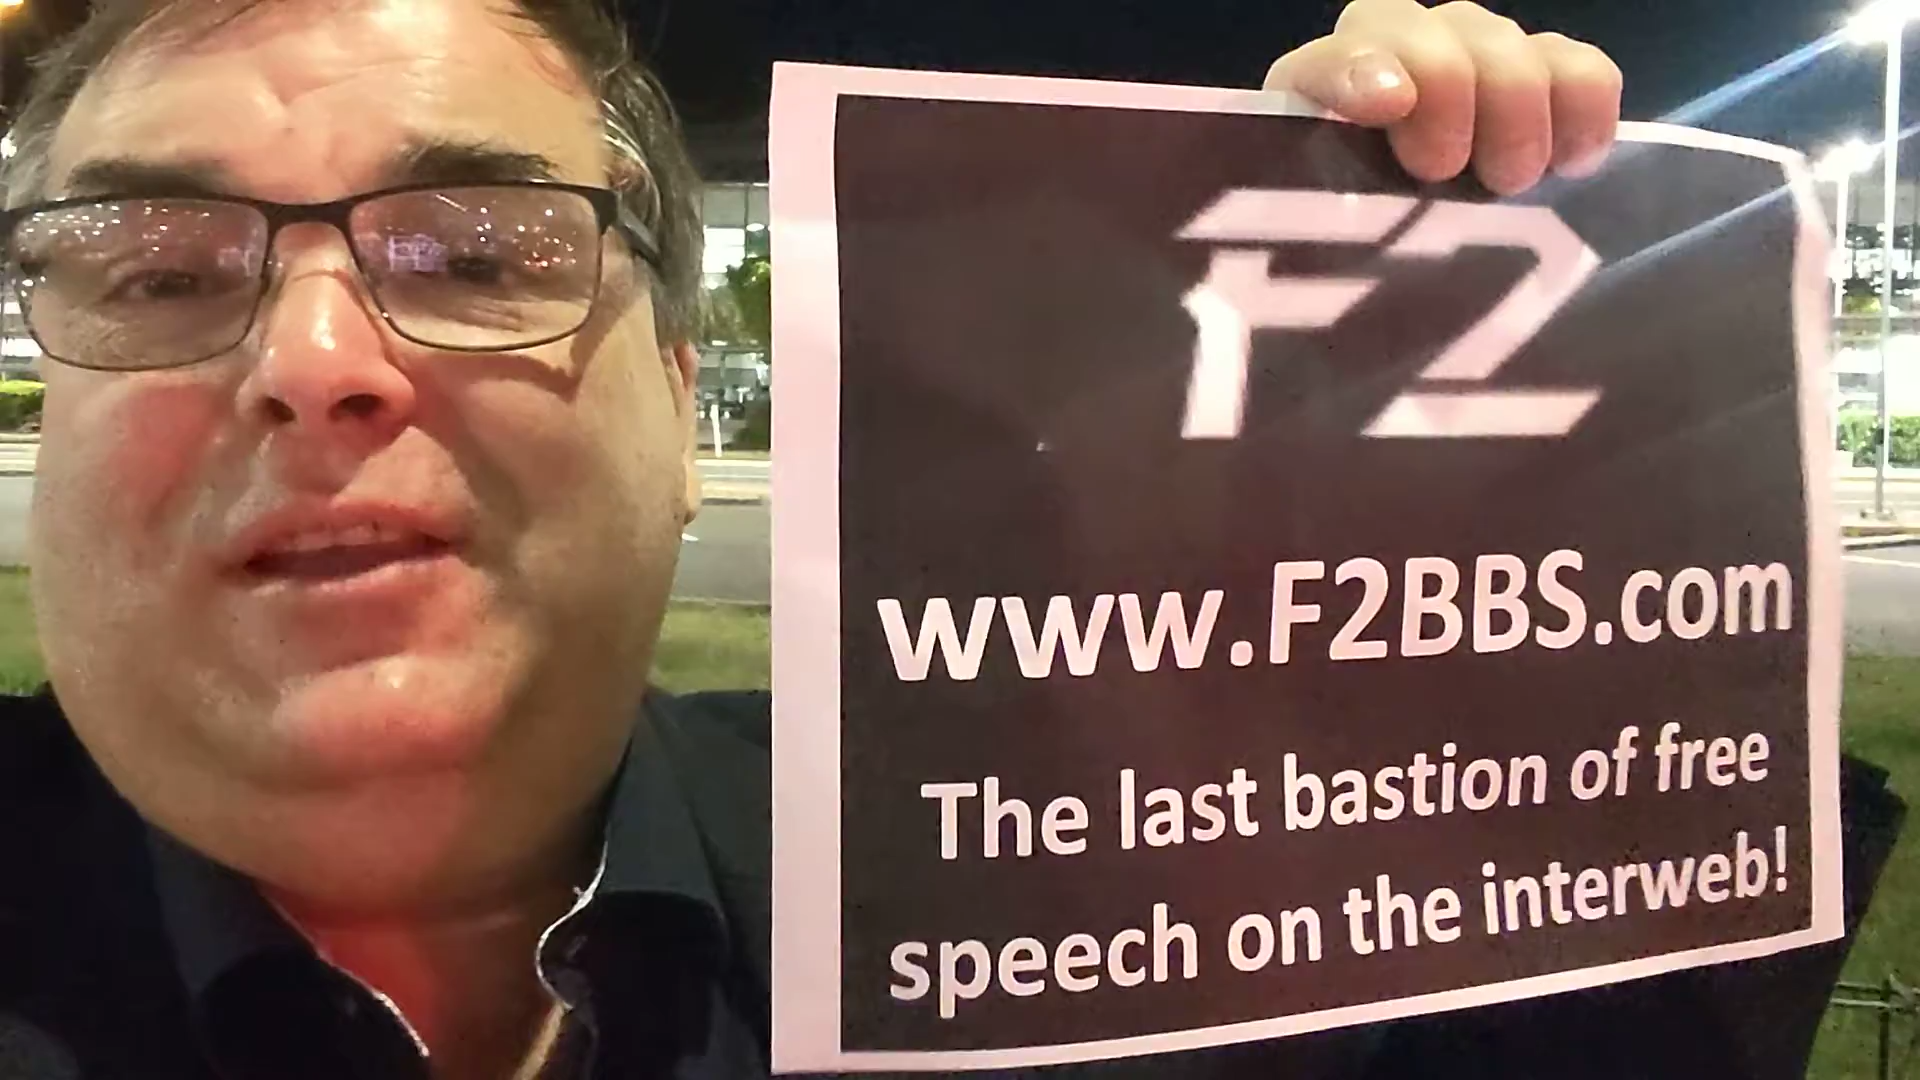 F2
www.F2BBS.com
The last bastion of free
speech on the interweb!